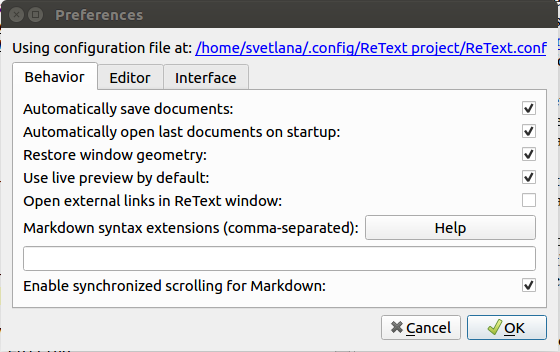 Preferences
Using configuration file at: /home/svetlana/.config/ReText project/ReText.conf
Behavior Editor Interface
Automatically save documents:
Automatically open last documents on startup:
Restore window geometry:
Use live preview by default:
Open external links in ReText window:
Markdown syntax extensions (comma-separated): Help
Enable synchronized scrolling for Markdown:
Cancel OK